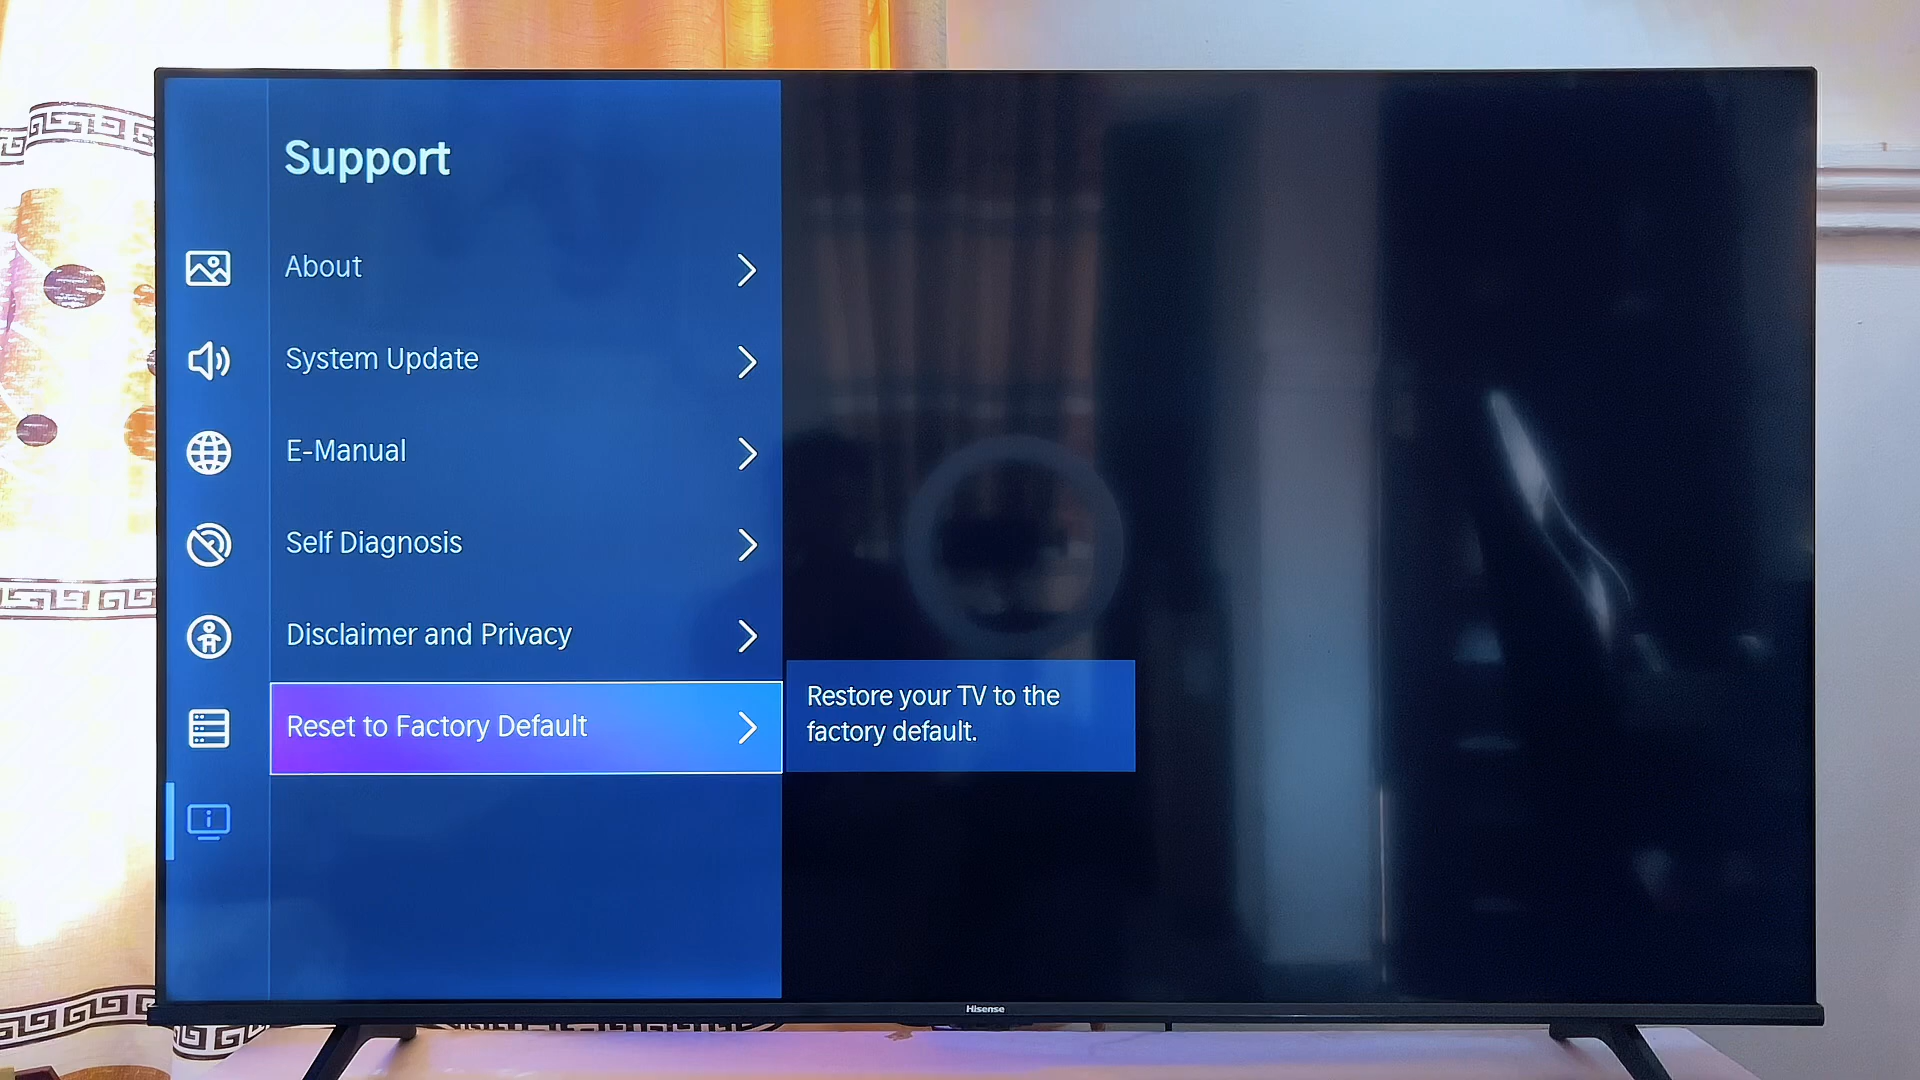 Support
About
System Update
E-Manual
Self Diagnosis
Disclaimer and Privacy
Reset to Factory Default
Restore your TV to the
factory default.
Hisense